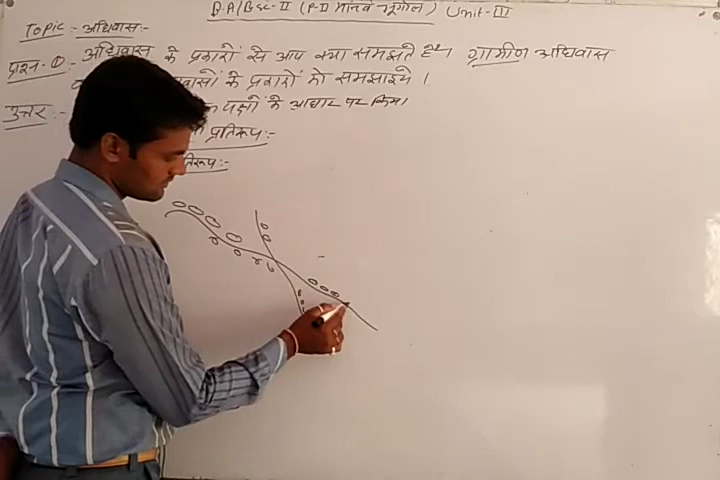 B.A/Bsc-II (P-II मानव भूगोल) Unit-III
Topic:- अधिवास:-
प्रश्न-① :- अधिवास के प्रकारों से आप क्या समझते हैं। ग्रामीण अधिवास
के प्रकारों को समझाइये।
उत्तर:- पक्षों के आधार पर किया
प्रतिरूप:-